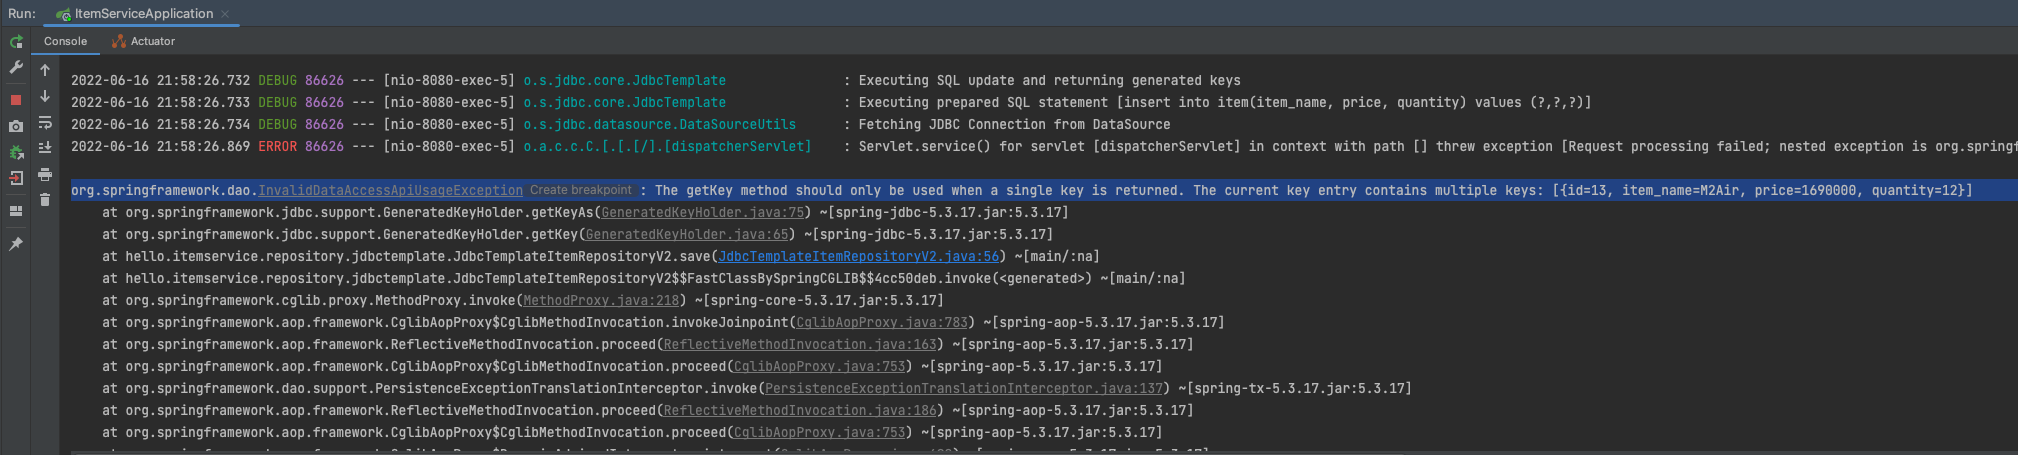 Run: ItemServiceApplication ×
Console Actuator
2022-06-16 21:58:26.732 DEBUG 86626 --- [nio-8080-exec-5] o.s.jdbc.core.JdbcTemplate : Executing SQL update and returning generated keys
2022-06-16 21:58:26.733 DEBUG 86626 --- [nio-8080-exec-5] o.s.jdbc.core.JdbcTemplate : Executing prepared SQL statement [insert into item(item_name, price, quantity) values (?,?,?)]
2022-06-16 21:58:26.734 DEBUG 86626 --- [nio-8080-exec-5] o.s.jdbc.datasource.DataSourceUtils : Fetching JDBC Connection from DataSource
2022-06-16 21:58:26.869 ERROR 86626 --- [nio-8080-exec-5] o.a.c.c.C.[.[.[/].[dispatcherServlet] : Servlet.service() for servlet [dispatcherServlet] in context with path [] threw exception [Request processing failed; nested exception is org.springf
org.springframework.dao.InvalidDataAccessApiUsageException Create breakpoint : The getKey method should only be used when a single key is returned. The current key entry contains multiple keys: [{id=13, item_name=M2Air, price=1690000, quantity=12}]
at org.springframework.jdbc.support.GeneratedKeyHolder.getKeyAs(GeneratedKeyHolder.java:75) ~[spring-jdbc-5.3.17.jar:5.3.17]
at org.springframework.jdbc.support.GeneratedKeyHolder.getKey(GeneratedKeyHolder.java:65) ~[spring-jdbc-5.3.17.jar:5.3.17]
at hello.itemservice.repository.jdbctemplate.JdbcTemplateItemRepositoryV2.save(JdbcTemplateItemRepositoryV2.java:56) ~[main/:na]
at hello.itemservice.repository.jdbctemplate.JdbcTemplateItemRepositoryV2$$FastClassBySpringCGLIB$$4cc50deb.invoke(<generated>) ~[main/:na]
at org.springframework.cglib.proxy.MethodProxy.invoke(MethodProxy.java:218) ~[spring-core-5.3.17.jar:5.3.17]
at org.springframework.aop.framework.CglibAopProxy$CglibMethodInvocation.invokeJoinpoint(CglibAopProxy.java:783) ~[spring-aop-5.3.17.jar:5.3.17]
at org.springframework.aop.framework.ReflectiveMethodInvocation.proceed(ReflectiveMethodInvocation.java:163) ~[spring-aop-5.3.17.jar:5.3.17]
at org.springframework.aop.framework.CglibAopProxy$CglibMethodInvocation.proceed(CglibAopProxy.java:753) ~[spring-aop-5.3.17.jar:5.3.17]
at org.springframework.dao.support.PersistenceExceptionTranslationInterceptor.invoke(PersistenceExceptionTranslationInterceptor.java:137) ~[spring-tx-5.3.17.jar:5.3.17]
at org.springframework.aop.framework.ReflectiveMethodInvocation.proceed(ReflectiveMethodInvocation.java:186) ~[spring-aop-5.3.17.jar:5.3.17]
at org.springframework.aop.framework.CglibAopProxy$CglibMethodInvocation.proceed(CglibAopProxy.java:753) ~[spring-aop-5.3.17.jar:5.3.17]